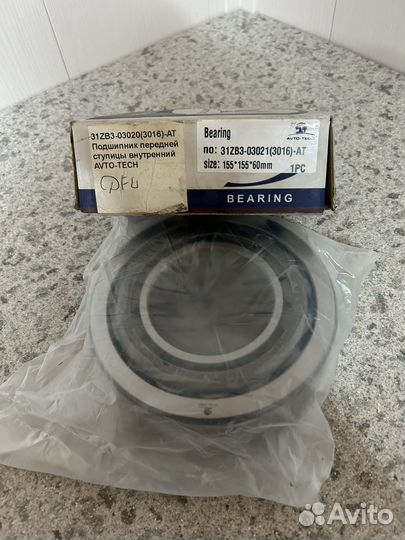 31ZB3-03020(3016)-AT
Подшипник передней
ступицы внутренний
AVTO-TECH
Bearing
no: 31ZB3-03021(3016)-AT
size: 155*155*60mm
1PC
AVTO-TECH
BEARING
Avito